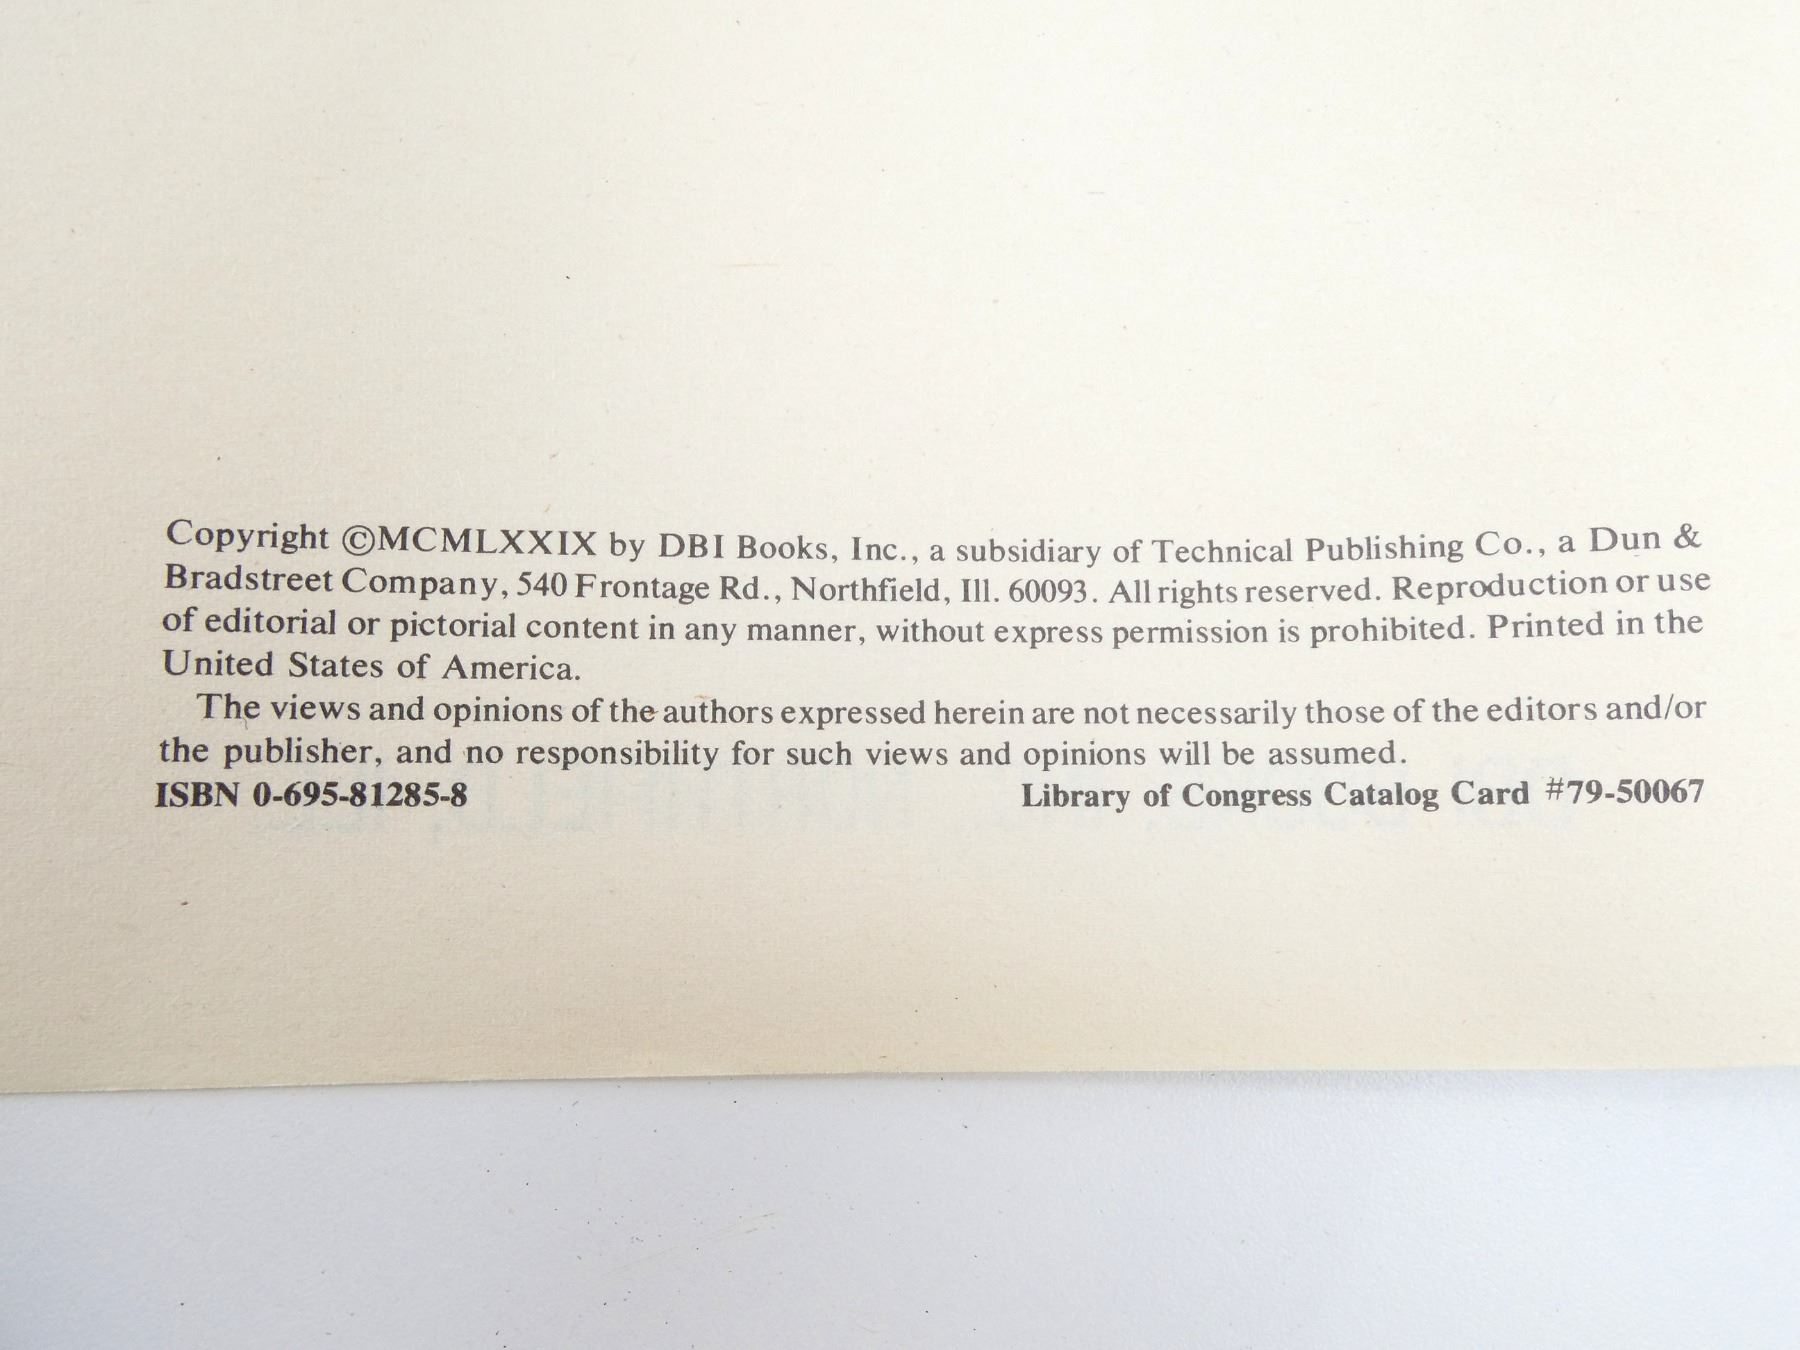 Copyright ©MCMLXXIX by DBI Books, Inc., a subsidiary of Technical Publishing Co., a Dun &
Bradstreet Company, 540 Frontage Rd., Northfield, Ill. 60093. All rights reserved. Reproduction or use
of editorial or pictorial content in any manner, without express permission is prohibited. Printed in the
United States of America.
The views and opinions of the authors expressed herein are not necessarily those of the editors and/or
the publisher, and no responsibility for such views and opinions will be assumed.
ISBN 0-695-81285-8 Library of Congress Catalog Card #79-50067